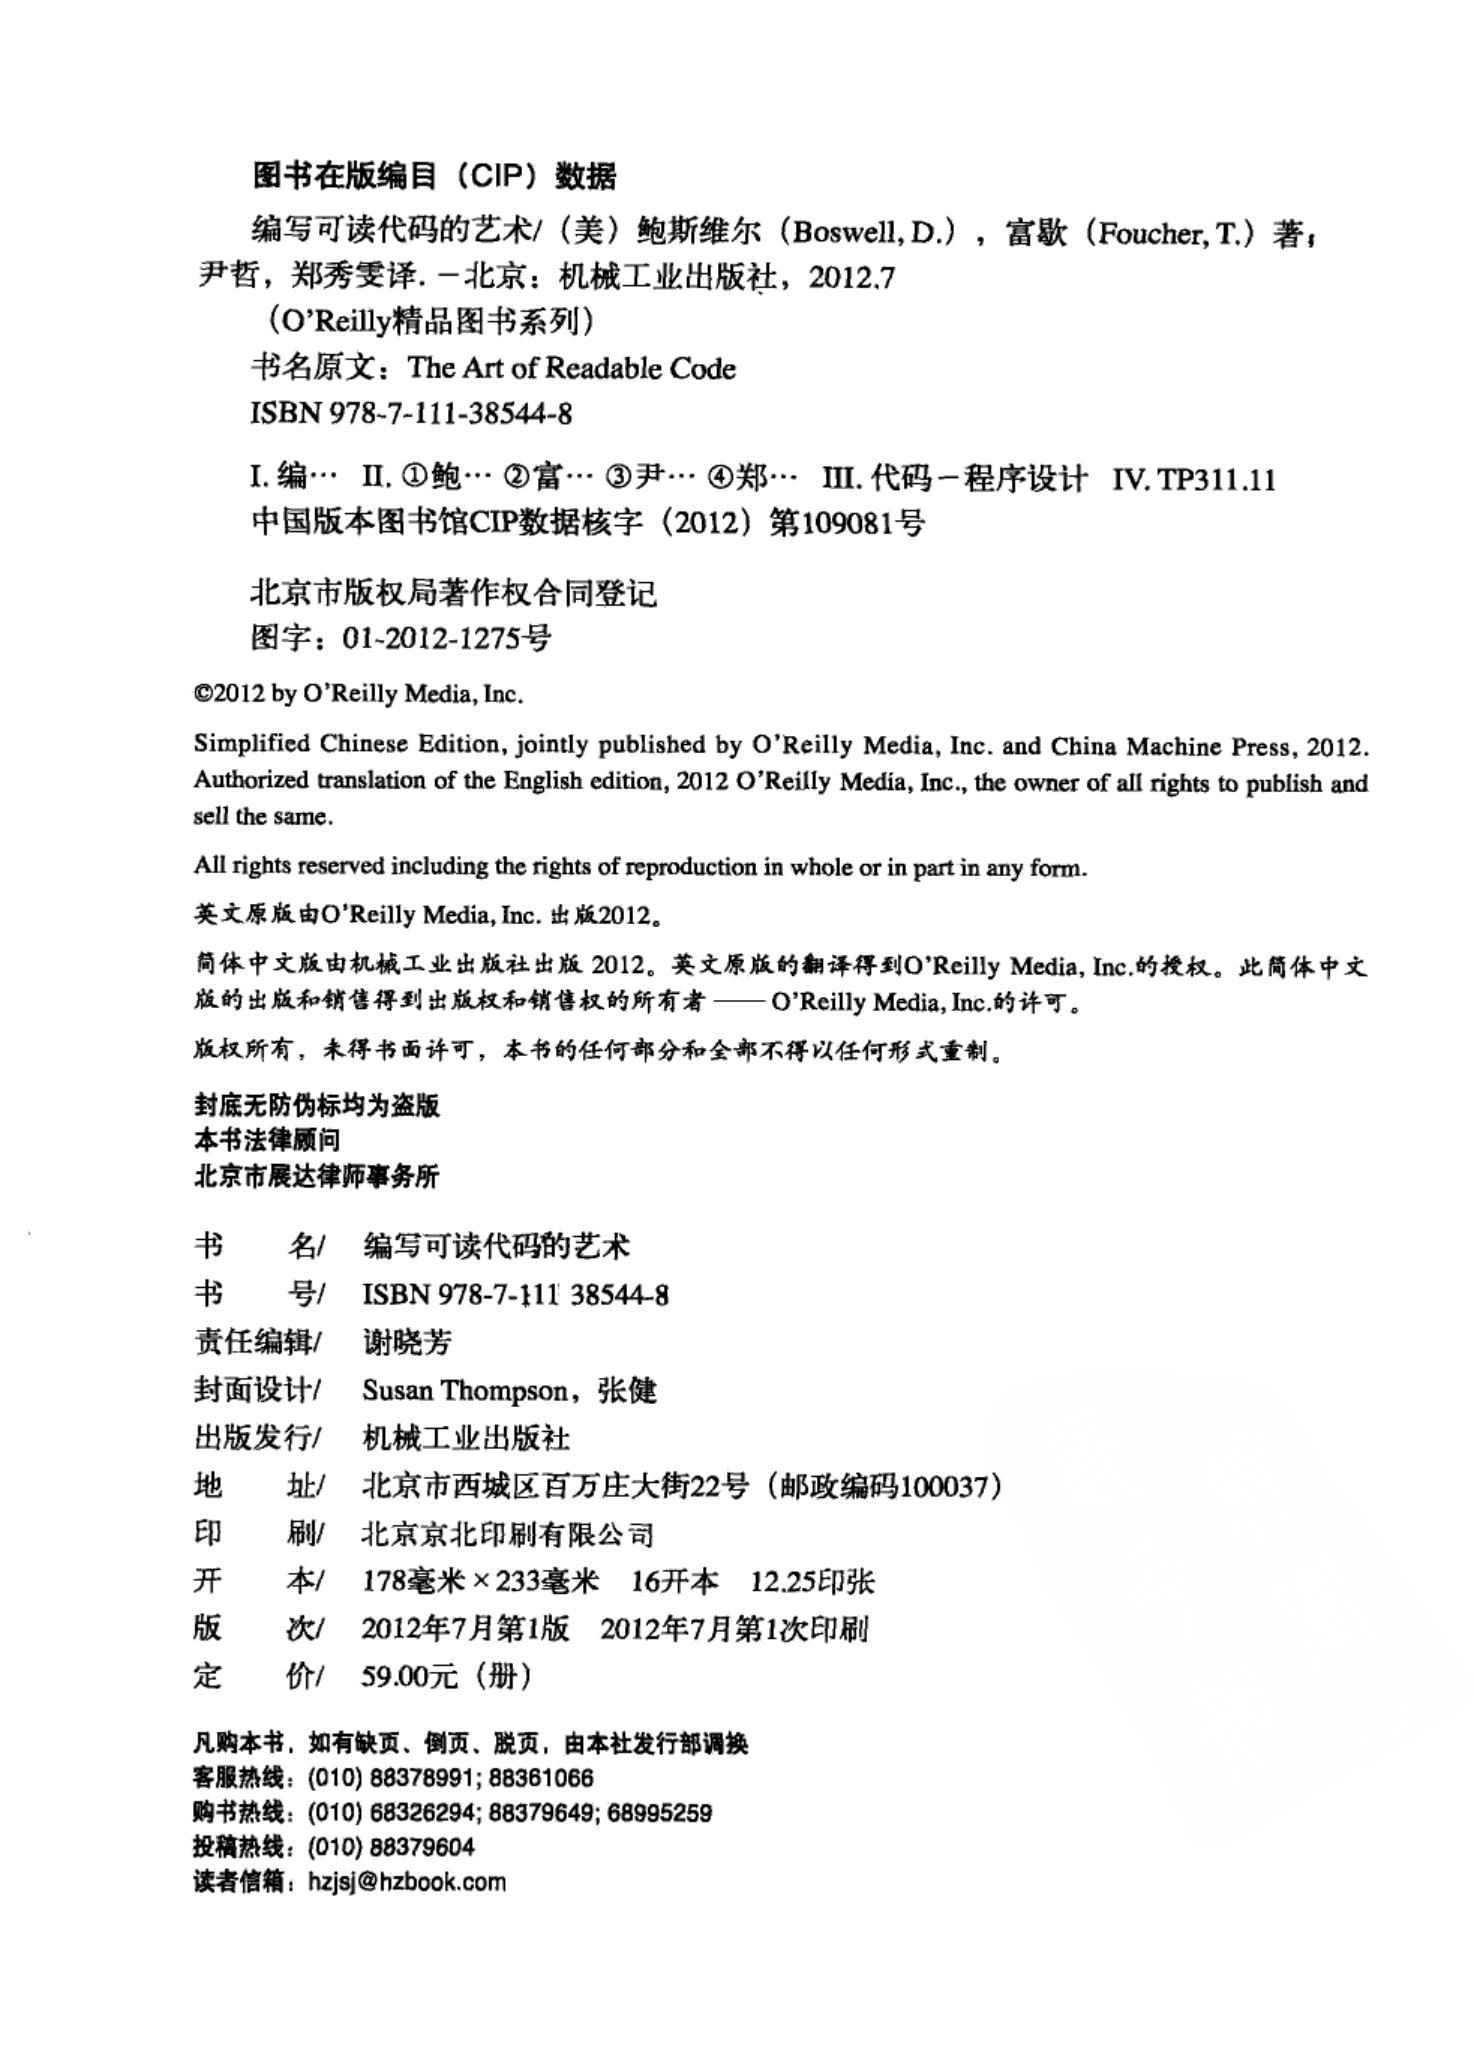 图书在版编目（CIP）数据
编写可读代码的艺术/（美）鲍斯维尔（Boswell, D.），富歇（Foucher, T.）著；
尹哲，郑秀雯译. －北京：机械工业出版社，2012.7
（O'Reilly精品图书系列）
书名原文：The Art of Readable Code
ISBN 978-7-111-38544-8
I. 编… II. ①鲍… ②富… ③尹… ④郑… III. 代码－程序设计 IV. TP311.11
中国版本图书馆CIP数据核字（2012）第109081号
北京市版权局著作权合同登记
图字：01-2012-1275号
©2012 by O'Reilly Media, Inc.
Simplified Chinese Edition, jointly published by O'Reilly Media, Inc. and China Machine Press, 2012.
Authorized translation of the English edition, 2012 O'Reilly Media, Inc., the owner of all rights to publish and
sell the same.
All rights reserved including the rights of reproduction in whole or in part in any form.
英文原版由O'Reilly Media, Inc. 出版2012。
简体中文版由机械工业出版社出版 2012。英文原版的翻译得到O'Reilly Media, Inc.的授权。此简体中文
版的出版和销售得到出版权和销售权的所有者 —— O'Reilly Media, Inc.的许可。
版权所有，未得书面许可，本书的任何部分和全部不得以任何形式重制。
封底无防伪标均为盗版
本书法律顾问
北京市展达律师事务所
书 名/ 编写可读代码的艺术
书 号/ ISBN 978-7-111 38544-8
责任编辑/ 谢晓芳
封面设计/ Susan Thompson，张健
出版发行/ 机械工业出版社
地 址/ 北京市西城区百万庄大街22号（邮政编码100037）
印 刷/ 北京京北印刷有限公司
开 本/ 178毫米×233毫米 16开本 12.25印张
版 次/ 2012年7月第1版 2012年7月第1次印刷
定 价/ 59.00元（册）
凡购本书，如有缺页、倒页、脱页，由本社发行部调换
客服热线：(010) 88378991; 88361066
购书热线：(010) 68326294; 88379649; 68995259
投稿热线：(010) 88379604
读者信箱：hzjsj@hzbook.com